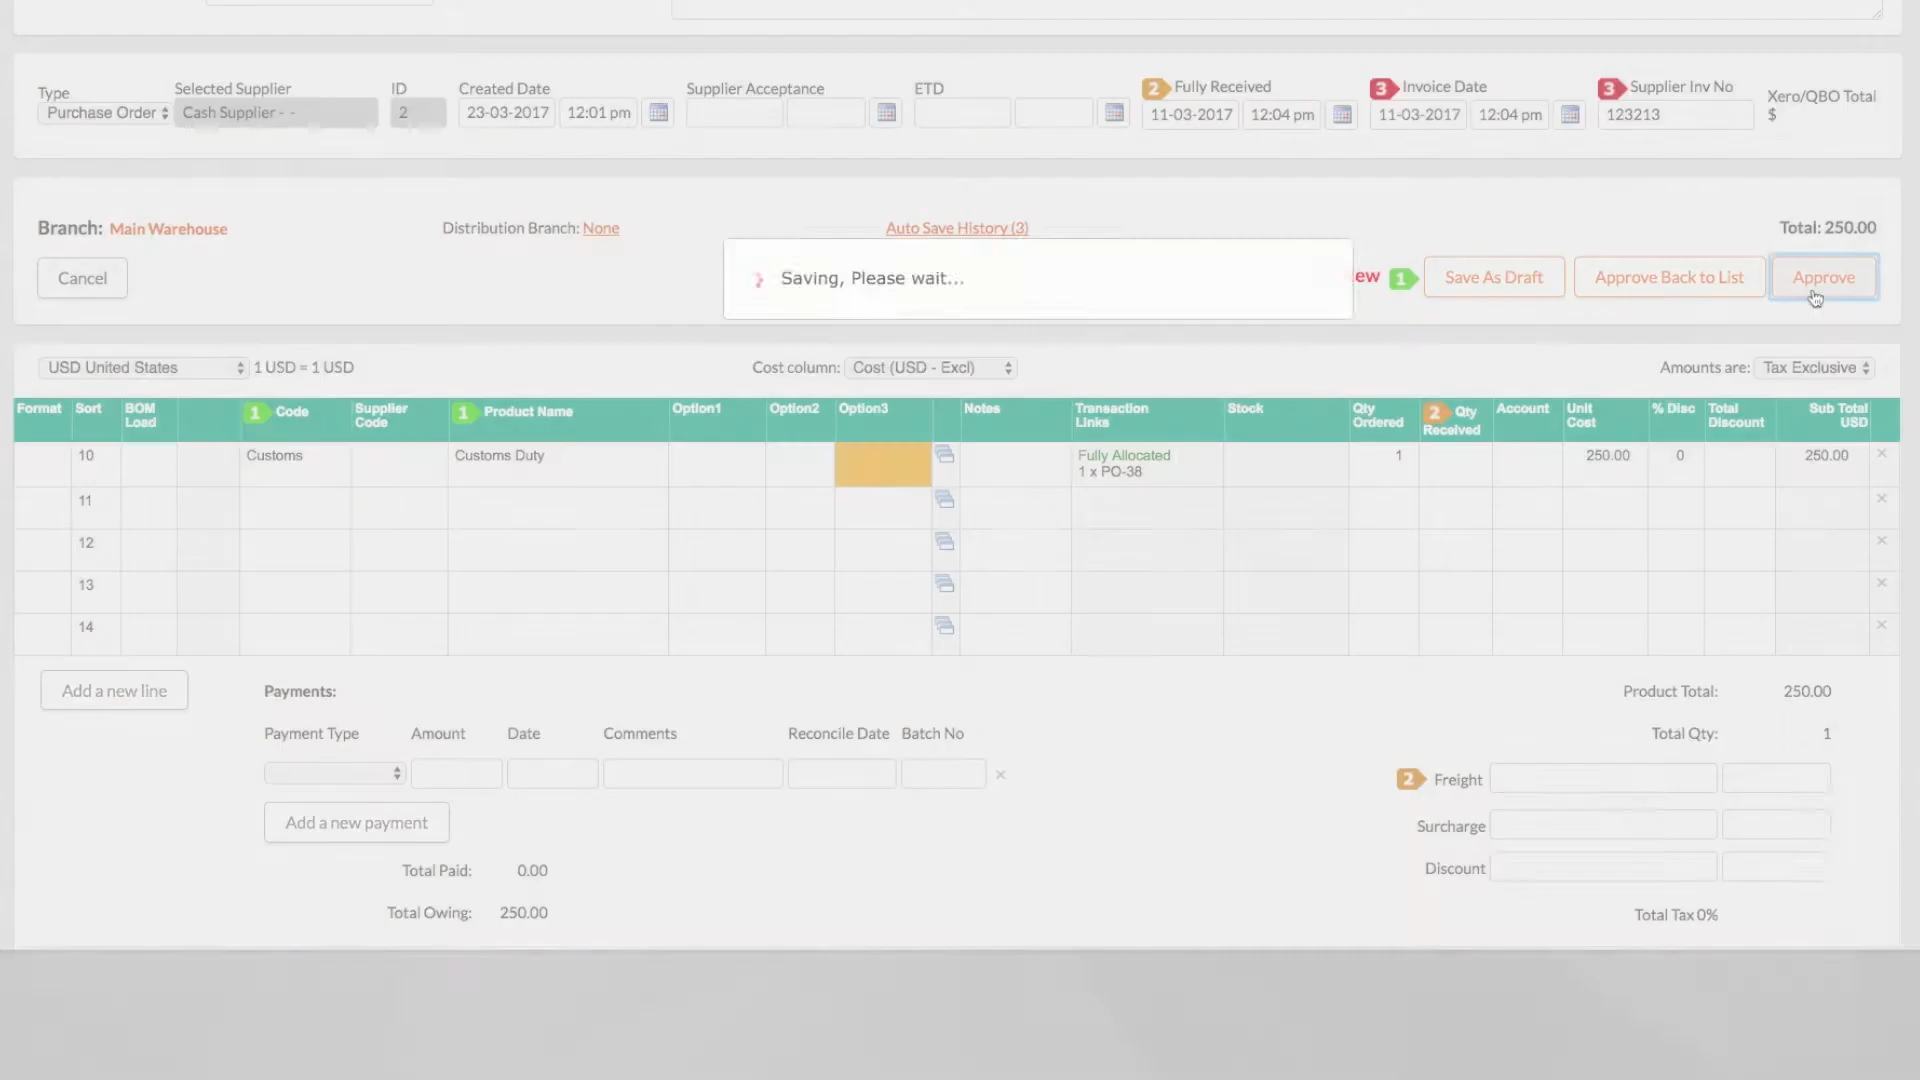 Type
Selected Supplier
ID
Created Date
Supplier Acceptance
ETD
2 Fully Received
3 Invoice Date
3 Supplier Inv No
Xero/QBO Total
Purchase Order
Cash Supplier - -
2
23-03-2017
12:01 pm
11-03-2017
12:04 pm
11-03-2017
12:04 pm
123213
$
Branch: Main Warehouse
Distribution Branch: None
Auto Save History (3)
Total: 250.00
Cancel
Saving, Please wait...
ew
1
Save As Draft
Approve Back to List
Approve
USD United States
1 USD = 1 USD
Cost column: Cost (USD - Excl)
Amounts are: Tax Exclusive
Format
Sort
BOM Load
1 Code
Supplier Code
1 Product Name
Option1
Option2
Option3
Notes
Transaction Links
Stock
Qty Ordered
2 Qty Received
Account
Unit Cost
% Disc
Total Discount
Sub Total USD
10
Customs
Customs Duty
Fully Allocated
1 x PO-38
1
250.00
0
250.00
×
11
×
12
×
13
×
14
×
Add a new line
Payments:
Product Total: 250.00
Payment Type
Amount
Date
Comments
Reconcile Date
Batch No
Total Qty: 1
×
2 Freight
Add a new payment
Surcharge
Total Paid: 0.00
Discount
Total Owing: 250.00
Total Tax 0%